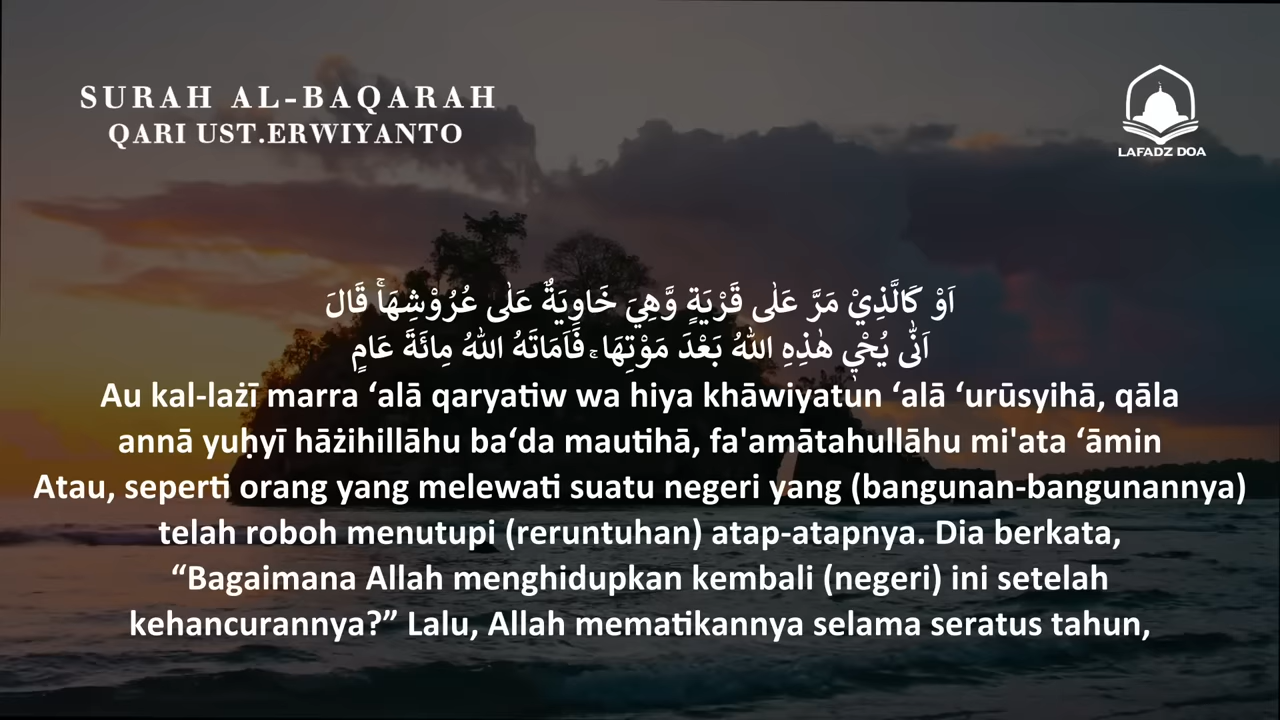 SURAH AL-BAQARAH
QARI UST.ERWIYANTO
LAFADZ DOA
اَوْ كَالَّذِيْ مَرَّ عَلٰى قَرْيَةٍ وَّهِيَ خَاوِيَةٌ عَلٰى عُرُوْشِهَاۚ قَالَ
اَنّٰى يُحْيٖ هٰذِهِ اللّٰهُ بَعْدَ مَوْتِهَا ۚ فَاَمَاتَهُ اللّٰهُ مِائَةَ عَامٍ
Au kal-lażī marra ‘alā qaryatiw wa hiya khāwiyatun ‘alā ‘urūsyihā, qāla
annā yuḥyī hāżihillāhu ba‘da mautihā, fa'amātahullāhu mi'ata ‘āmin
Atau, seperti orang yang melewati suatu negeri yang (bangunan-bangunannya)
telah roboh menutupi (reruntuhan) atap-atapnya. Dia berkata,
“Bagaimana Allah menghidupkan kembali (negeri) ini setelah
kehancurannya?” Lalu, Allah mematikannya selama seratus tahun,